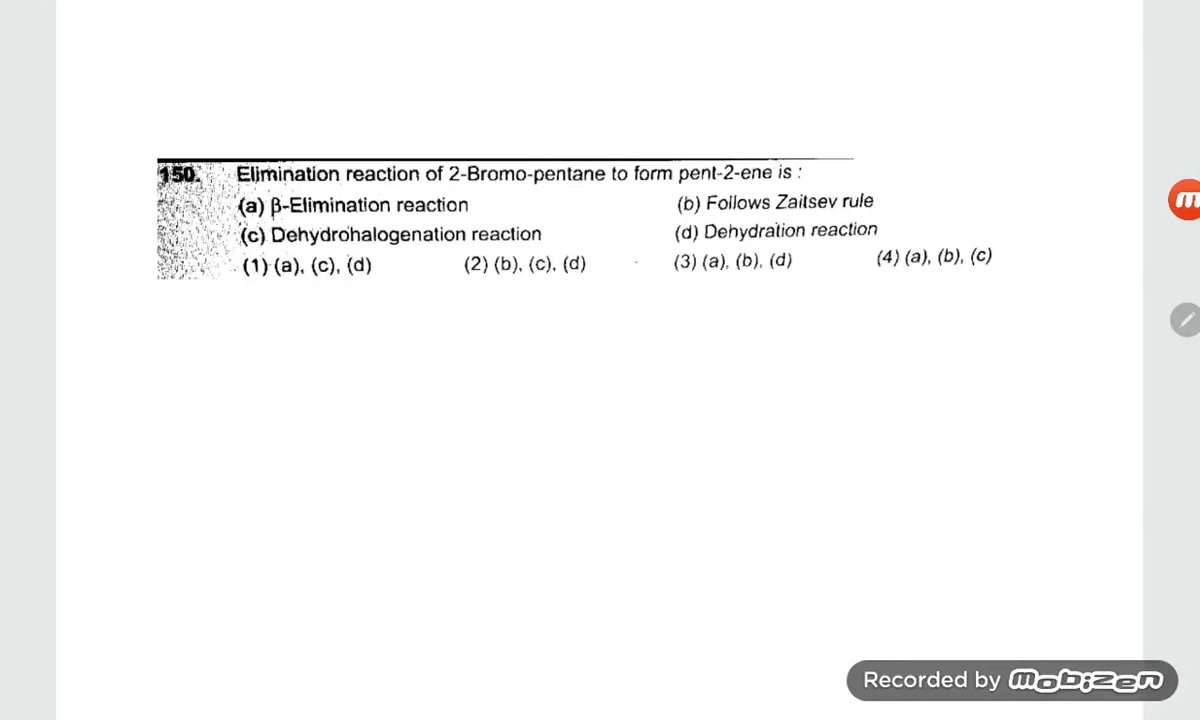 150. Elimination reaction of 2-Bromo-pentane to form pent-2-ene is :
(a) β-Elimination reaction (b) Follows Zaitsev rule
(c) Dehydrohalogenation reaction (d) Dehydration reaction
(1) (a), (c), (d) (2) (b), (c), (d) (3) (a), (b), (d) (4) (a), (b), (c)
Recorded by mobizen